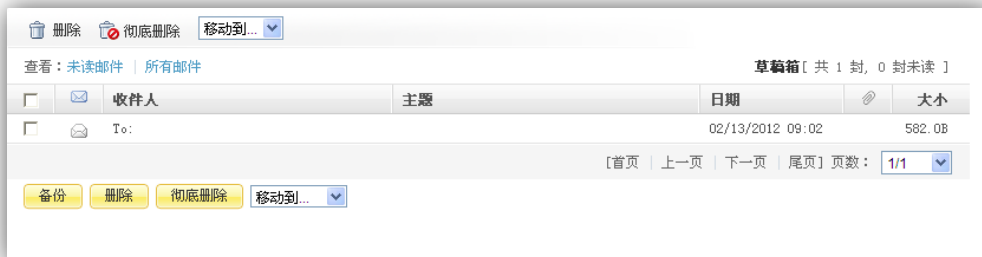 删除 彻底删除 移动到...
查看：未读邮件 | 所有邮件 草稿箱[ 共 1 封, 0 封未读 ]
收件人 主题 日期 大小
To: 02/13/2012 09:02 582.0B
[首页 | 上一页 | 下一页 | 尾页] 页数： 1/1
备份 删除 彻底删除 移动到...